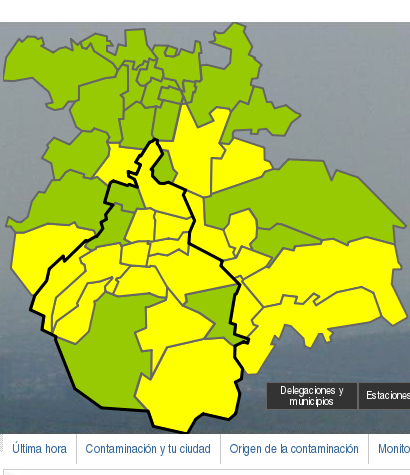 Delegaciones y
municipios
Estaciones
Última hora
Contaminación y tu ciudad
Origen de la contaminación
Monito